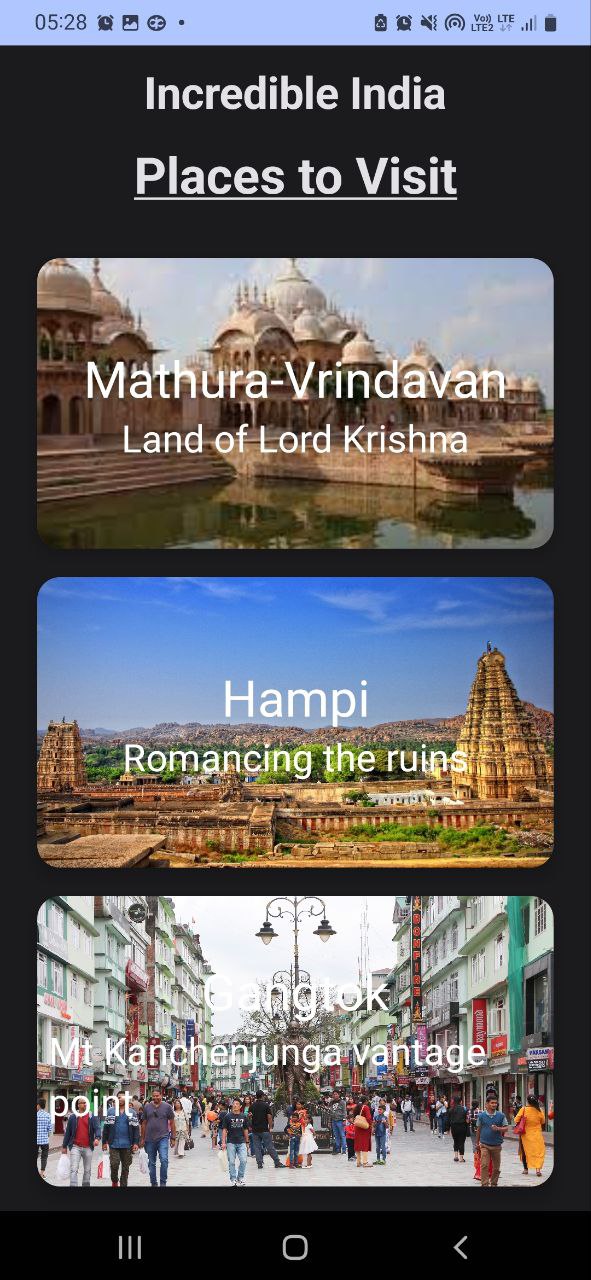 05:28
Vo)) LTE
LTE2
Incredible India
Places to Visit
Mathura-Vrindavan
Land of Lord Krishna
Hampi
Romancing the ruins
BONFIRE
Gangtok
Mt Kanchenjunga vantage
point